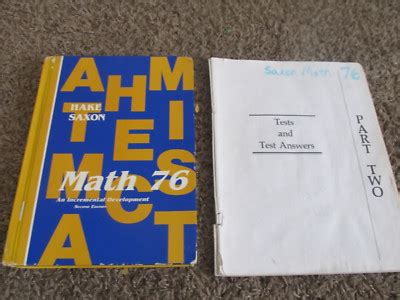 HAKE
SAXON
Math 76
An Incremental Development
Second Edition
Saxon Math 76
Tests
and
Test Answers
PART TWO